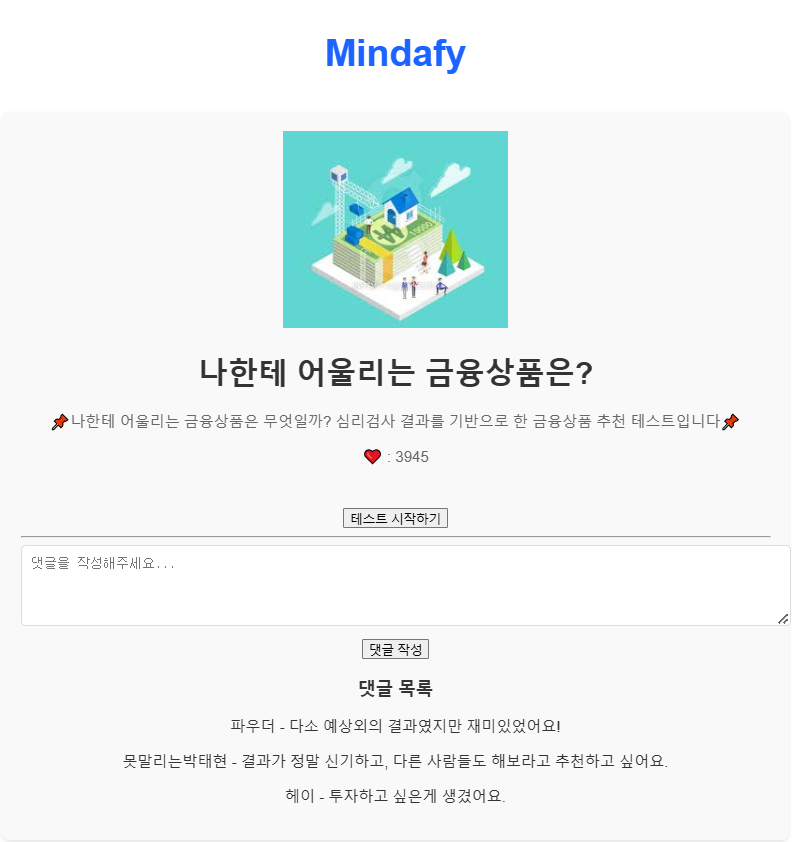 Mindafy
10000
나한테 어울리는 금융상품은?
📌나한테 어울리는 금융상품은 무엇일까? 심리검사 결과를 기반으로 한 금융상품 추천 테스트입니다📌
❤️ : 3945
테스트 시작하기
댓글을 작성해주세요...
댓글 작성
댓글 목록
파우더 - 다소 예상외의 결과였지만 재미있었어요!
못말리는박태현 - 결과가 정말 신기하고, 다른 사람들도 해보라고 추천하고 싶어요.
헤이 - 투자하고 싶은게 생겼어요.